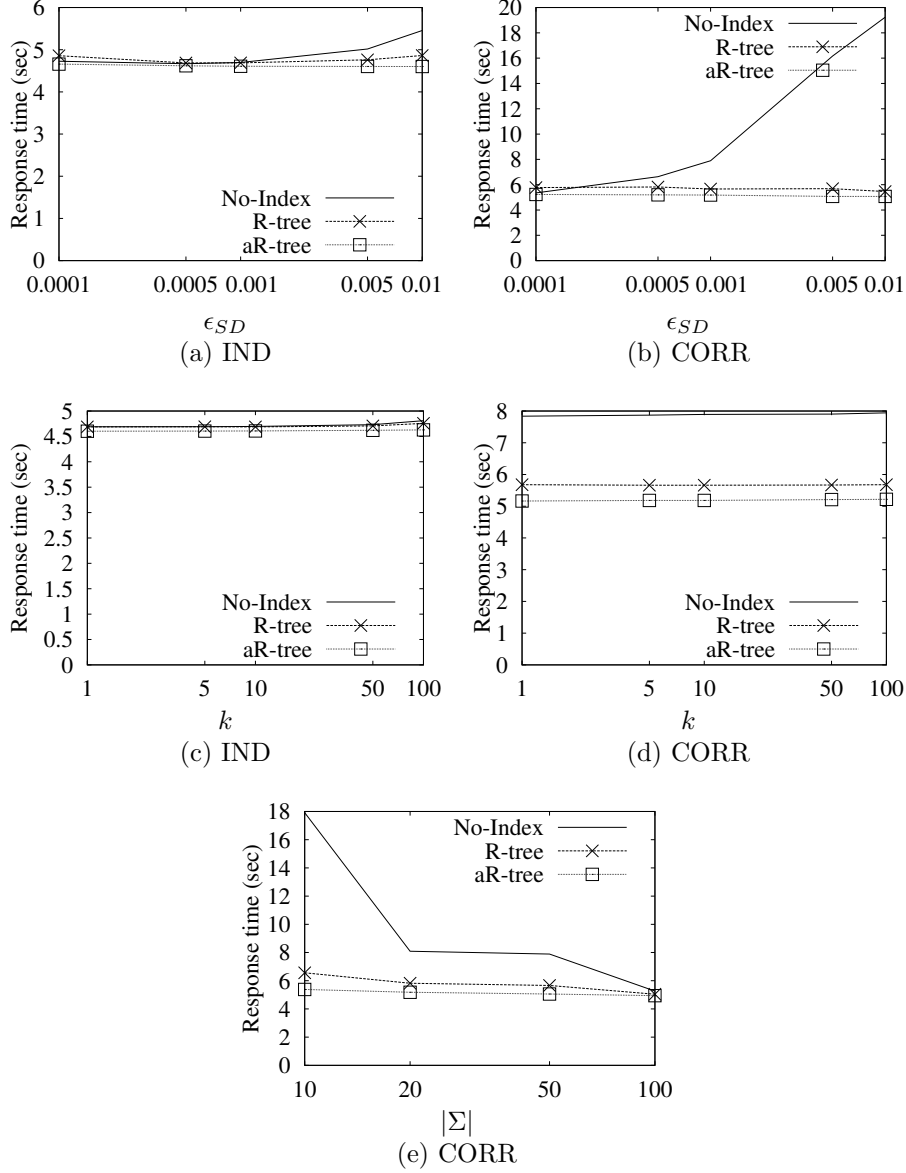 6
5
4
3
2
1
0
Response time (sec)
No-Index
R-tree
aR-tree
0.0001 0.0005 0.001 0.005 0.01
ϵ_SD
(a) IND
20
18
16
14
12
10
8
6
4
2
0
Response time (sec)
No-Index
R-tree
aR-tree
0.0001 0.0005 0.001 0.005 0.01
ϵ_SD
(b) CORR
5
4.5
4
3.5
3
2.5
2
1.5
1
0.5
0
Response time (sec)
No-Index
R-tree
aR-tree
1 5 10 50 100
k
(c) IND
8
7
6
5
4
3
2
1
0
Response time (sec)
No-Index
R-tree
aR-tree
1 5 10 50 100
k
(d) CORR
18
16
14
12
10
8
6
4
2
0
Response time (sec)
No-Index
R-tree
aR-tree
10 20 50 100
|Σ|
(e) CORR